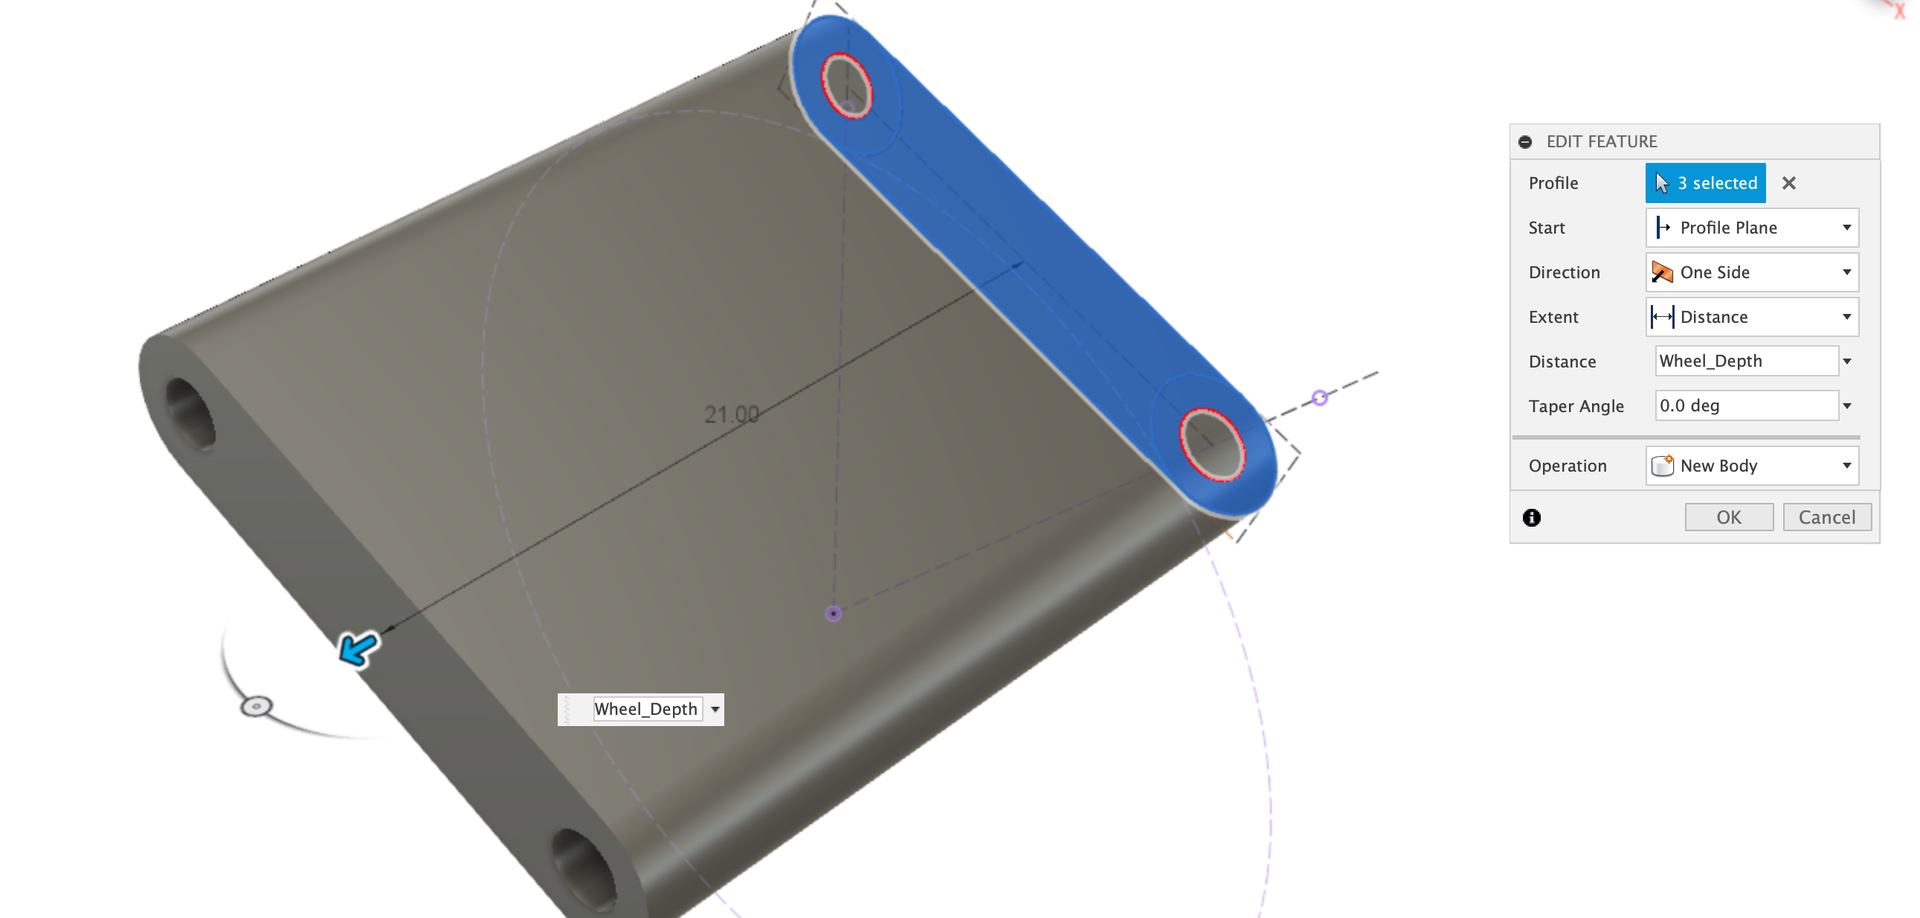 X
EDIT FEATURE
Profile 3 selected
Start Profile Plane
Direction One Side
Extent Distance
Distance Wheel_Depth
Taper Angle 0.0 deg
Operation New Body
OK Cancel
21.00
Wheel_Depth